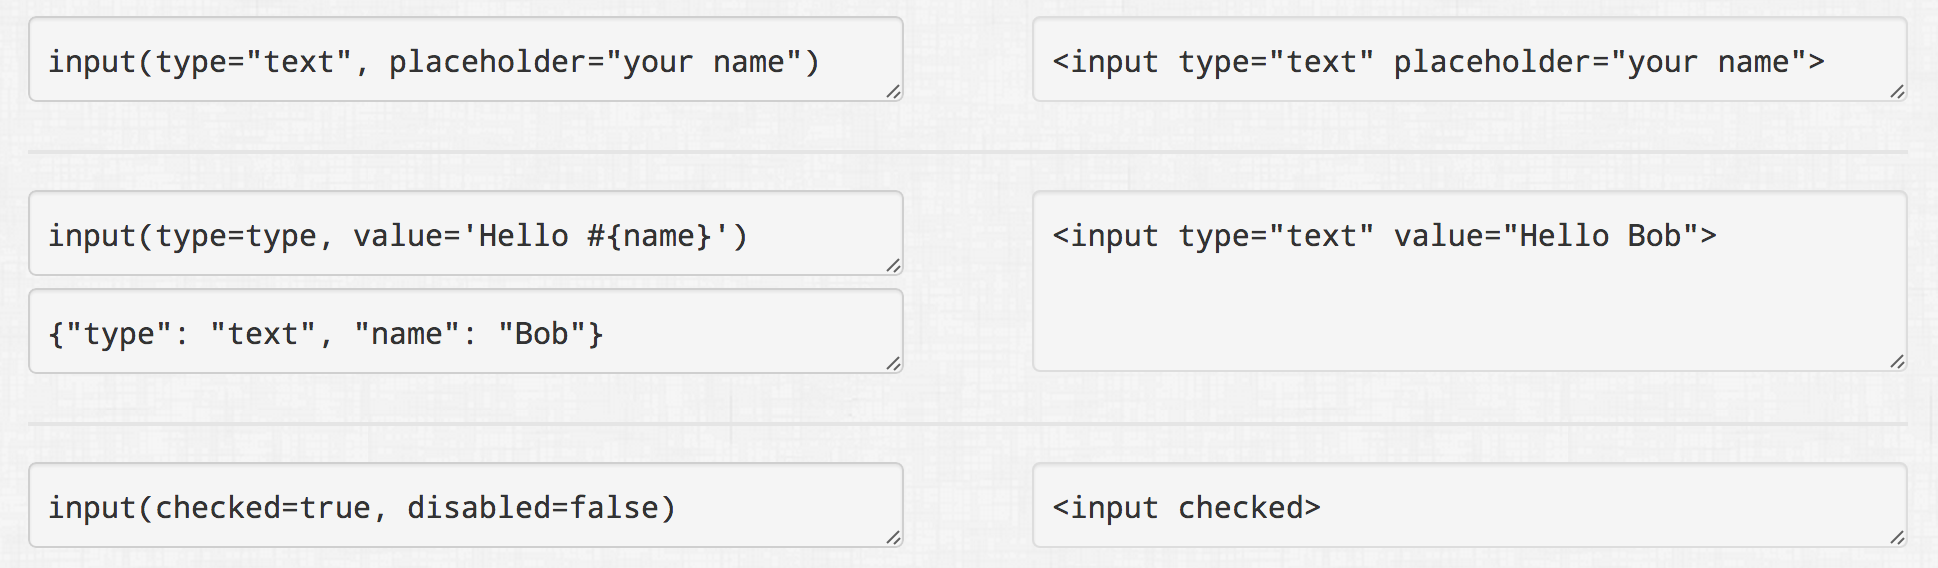 input(type="text", placeholder="your name")
<input type="text" placeholder="your name">
input(type=type, value='Hello #{name}')
{"type": "text", "name": "Bob"}
<input type="text" value="Hello Bob">
input(checked=true, disabled=false)
<input checked>